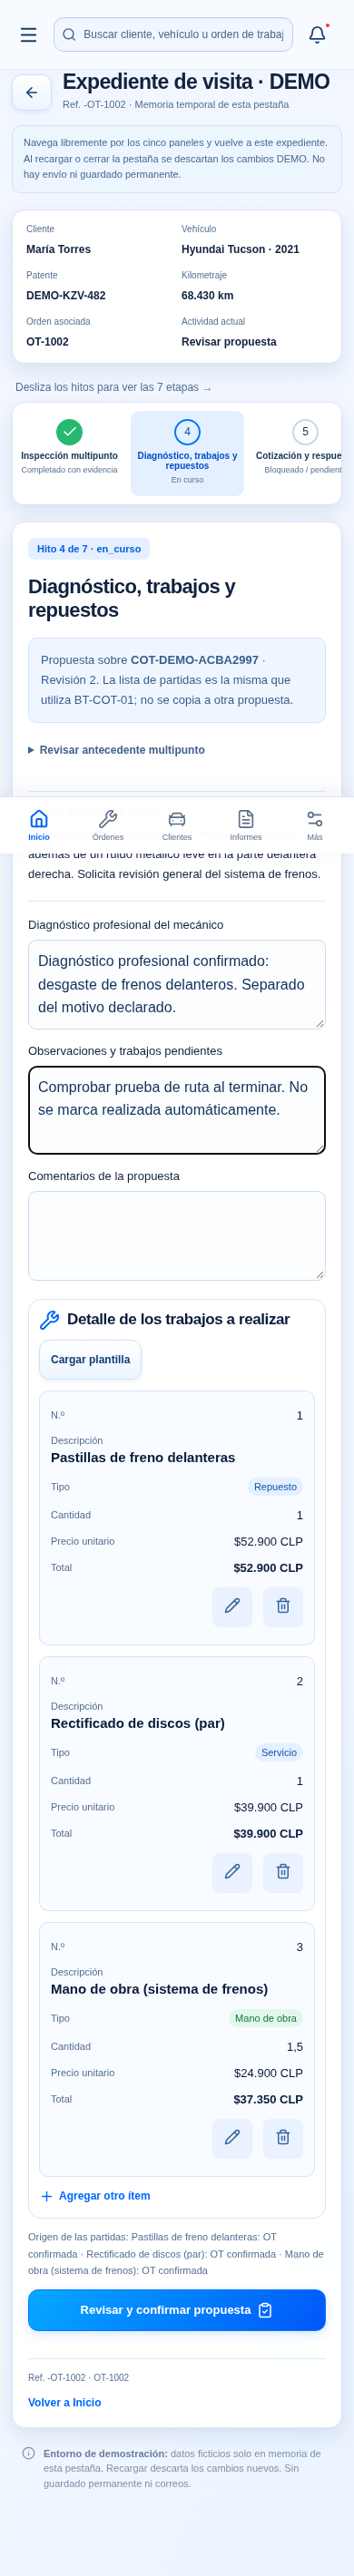 Buscar cliente, vehículo u orden de trabaj
Expediente de visita · DEMO
Ref. -OT-1002 · Memoria temporal de esta pestaña
Navega libremente por los cinco paneles y vuelve a este expediente.
Al recargar o cerrar la pestaña se descartan los cambios DEMO. No
hay envío ni guardado permanente.
Cliente
María Torres
Vehículo
Hyundai Tucson · 2021
Patente
DEMO-KZV-482
Kilometraje
68.430 km
Orden asociada
OT-1002
Actividad actual
Revisar propuesta
Desliza los hitos para ver las 7 etapas →
Inspección multipunto
Completado con evidencia
4
Diagnóstico, trabajos y
repuestos
En curso
5
Cotización y respue
Bloqueado / pendient
Hito 4 de 7 · en_curso
Diagnóstico, trabajos y
repuestos
Propuesta sobre COT-DEMO-ACBA2997 ·
Revisión 2. La lista de partidas es la misma que
utiliza BT-COT-01; no se copia a otra propuesta.
▶ Revisar antecedente multipunto
Inicio
Órdenes
Clientes
Informes
Más
además de un ruido metálico leve en la parte delantera
derecha. Solicita revisión general del sistema de frenos.
Diagnóstico profesional del mecánico
Diagnóstico profesional confirmado:
desgaste de frenos delanteros. Separado
del motivo declarado.
Observaciones y trabajos pendientes
Comprobar prueba de ruta al terminar. No
se marca realizada automáticamente.
Comentarios de la propuesta
Detalle de los trabajos a realizar
Cargar plantilla
N.º 1
Descripción
Pastillas de freno delanteras
Tipo Repuesto
Cantidad 1
Precio unitario $52.900 CLP
Total $52.900 CLP
N.º 2
Descripción
Rectificado de discos (par)
Tipo Servicio
Cantidad 1
Precio unitario $39.900 CLP
Total $39.900 CLP
N.º 3
Descripción
Mano de obra (sistema de frenos)
Tipo Mano de obra
Cantidad 1,5
Precio unitario $24.900 CLP
Total $37.350 CLP
Agregar otro ítem
Origen de las partidas: Pastillas de freno delanteras: OT
confirmada · Rectificado de discos (par): OT confirmada · Mano de
obra (sistema de frenos): OT confirmada
Revisar y confirmar propuesta
Ref. -OT-1002 · OT-1002
Volver a Inicio
Entorno de demostración: datos ficticios solo en memoria de
esta pestaña. Recargar descarta los cambios nuevos. Sin
guardado permanente ni correos.